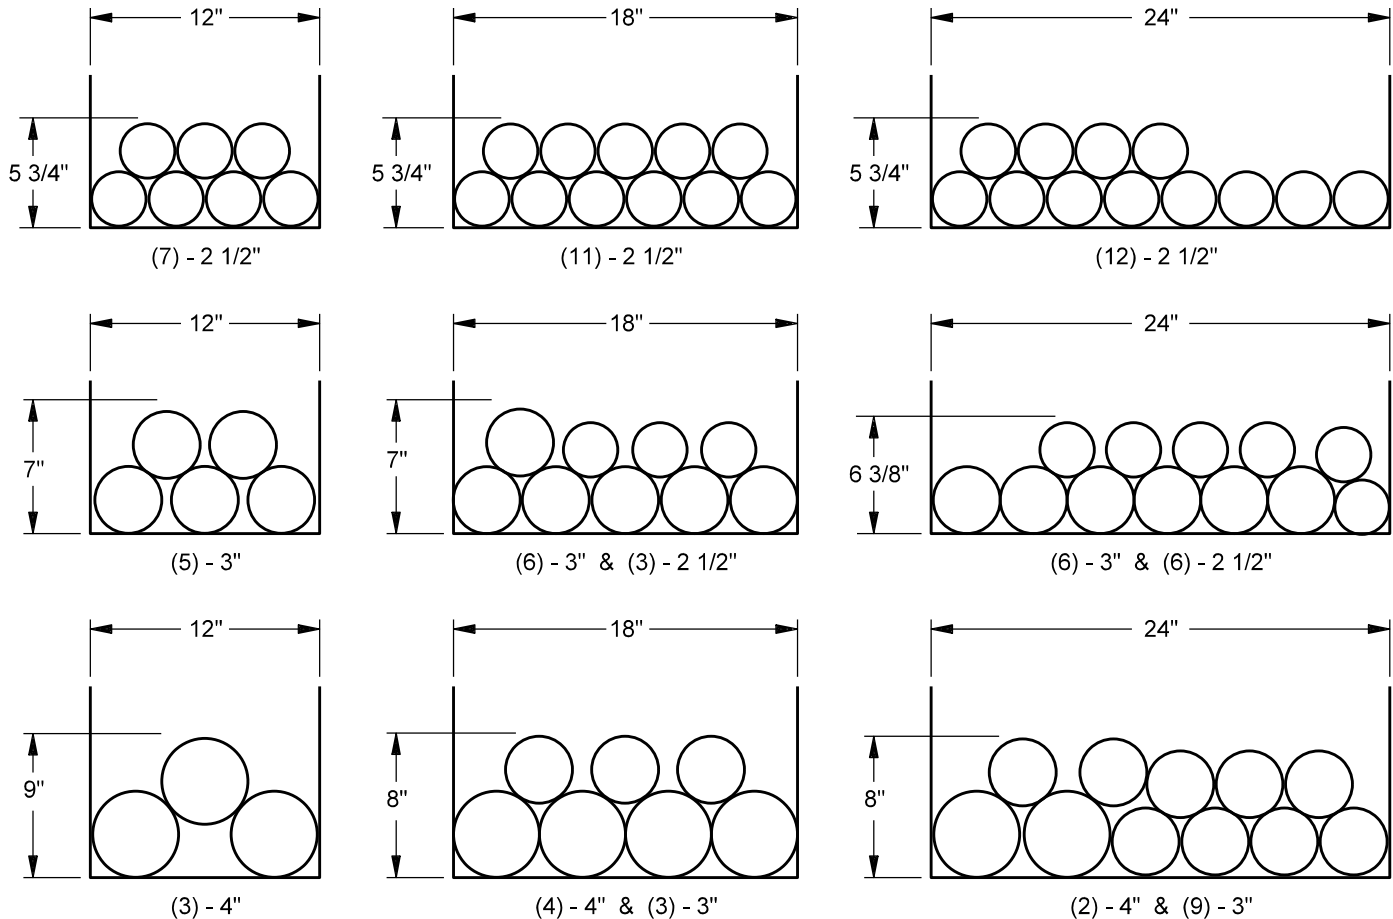 12"
18"
24"
5 3/4"
5 3/4"
5 3/4"
(7) - 2 1/2"
(11) - 2 1/2"
(12) - 2 1/2"
12"
18"
24"
7"
7"
6 3/8"
(5) - 3"
(6) - 3" & (3) - 2 1/2"
(6) - 3" & (6) - 2 1/2"
12"
18"
24"
9"
8"
8"
(3) - 4"
(4) - 4" & (3) - 3"
(2) - 4" & (9) - 3"